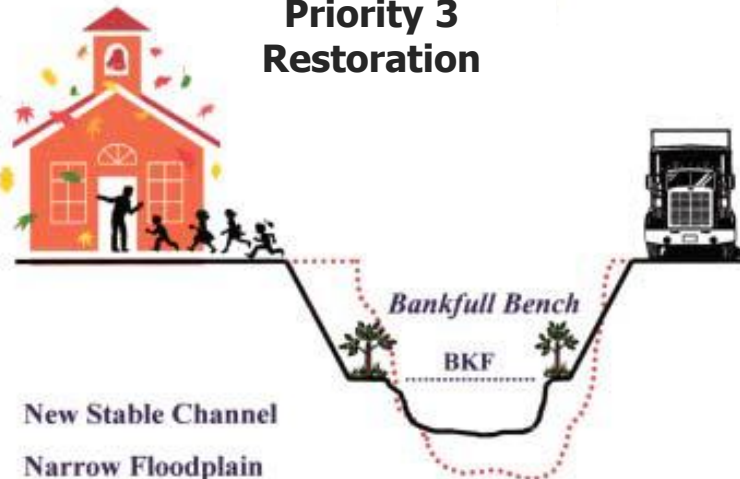 Priority 3
Restoration
Bankfull Bench
BKF
New Stable Channel
Narrow Floodplain